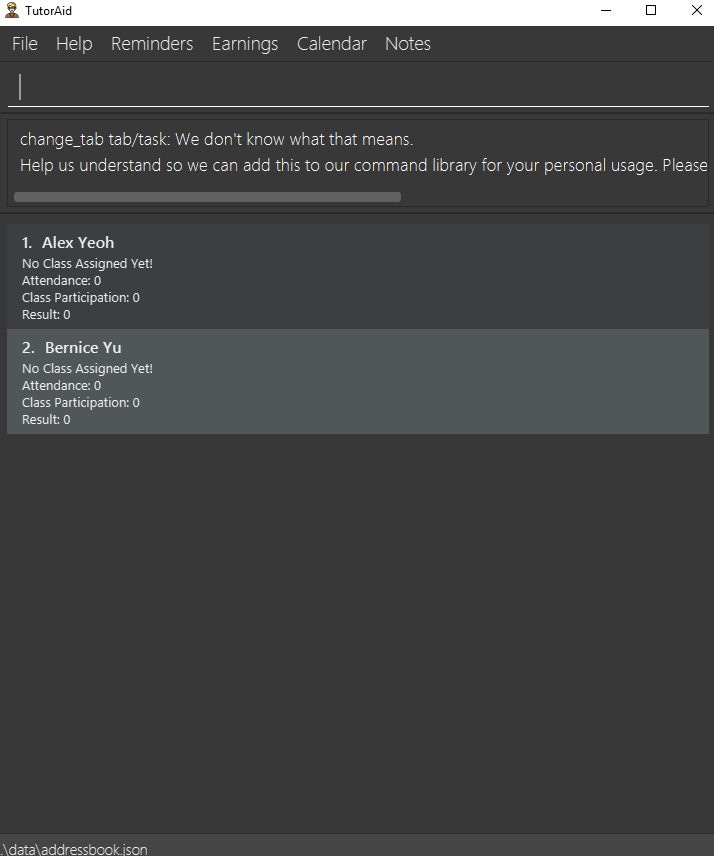 TutorAid
File Help Reminders Earnings Calendar Notes
change_tab tab/task: We don't know what that means.
Help us understand so we can add this to our command library for your personal usage. Please
1. Alex Yeoh
No Class Assigned Yet!
Attendance: 0
Class Participation: 0
Result: 0
2. Bernice Yu
No Class Assigned Yet!
Attendance: 0
Class Participation: 0
Result: 0
.\data\addressbook.json